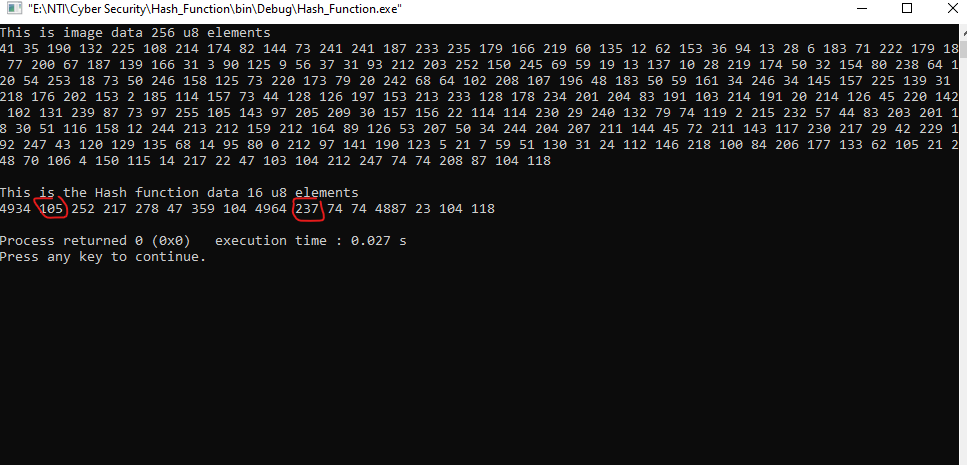 "E:\NTI\Cyber Security\Hash_Function\bin\Debug\Hash_Function.exe"
This is image data 256 u8 elements
41 35 190 132 225 108 214 174 82 144 73 241 241 187 233 235 179 166 219 60 135 12 62 153 36 94 13 28 6 183 71 222 179 18
77 200 67 187 139 166 31 3 90 125 9 56 37 31 93 212 203 252 150 245 69 59 19 13 137 10 28 219 174 50 32 154 80 238 64 1
20 54 253 18 73 50 246 158 125 73 220 173 79 20 242 68 64 102 208 107 196 48 183 50 59 161 34 246 34 145 157 225 139 31
218 176 202 153 2 185 114 157 73 44 128 126 197 153 213 233 128 178 234 201 204 83 191 103 214 191 20 214 126 45 220 142
102 131 239 87 73 97 255 105 143 97 205 209 30 157 156 22 114 114 230 29 240 132 79 74 119 2 215 232 57 44 83 203 201 1
8 30 51 116 158 12 244 213 212 159 212 164 89 126 53 207 50 34 244 204 207 211 144 45 72 211 143 117 230 217 29 42 229 1
92 247 43 120 129 135 68 14 95 80 0 212 97 141 190 123 5 21 7 59 51 130 31 24 112 146 218 100 84 206 177 133 62 105 21 2
48 70 106 4 150 115 14 217 22 47 103 104 212 247 74 74 208 87 104 118
This is the Hash function data 16 u8 elements
4934 105 252 217 278 47 359 104 4964 237 74 74 4887 23 104 118
Process returned 0 (0x0) execution time : 0.027 s
Press any key to continue.